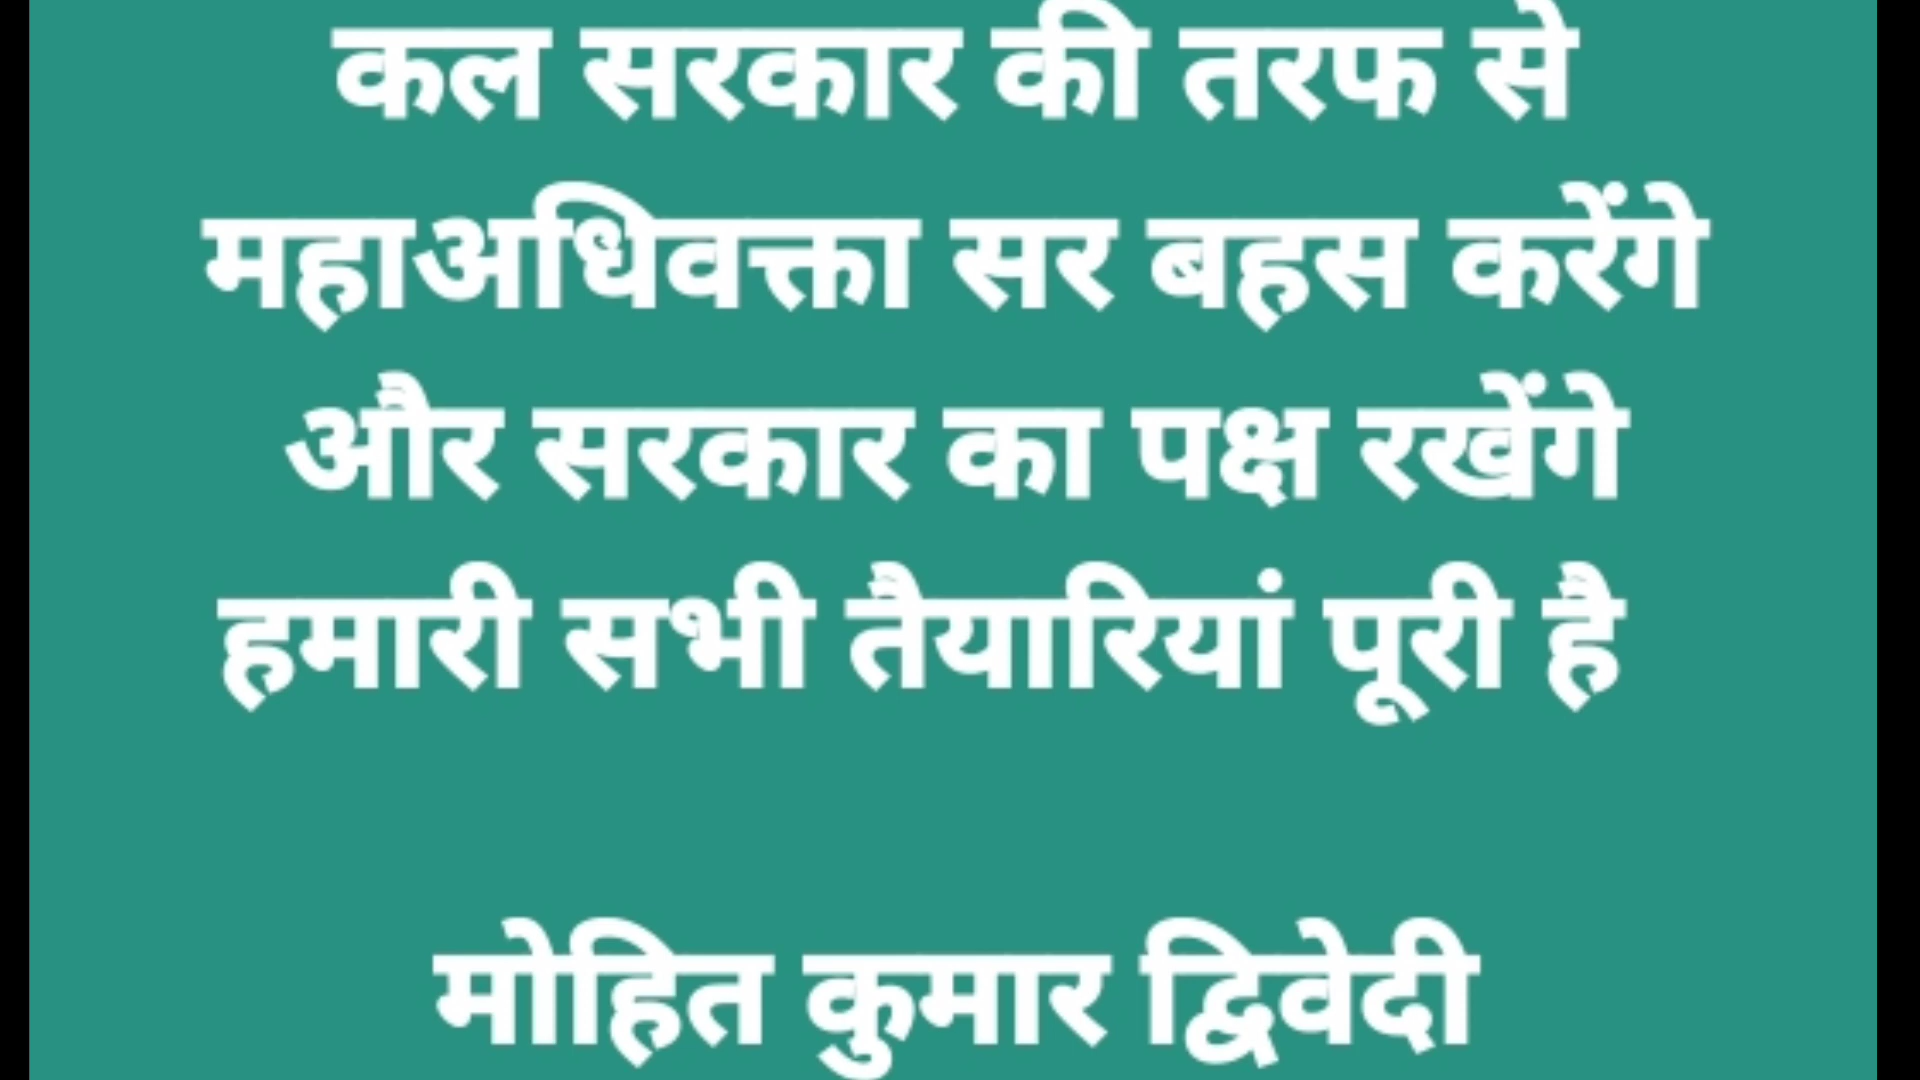 कल सरकार की तरफ से
महाअधिवक्ता सर बहस करेंगे
और सरकार का पक्ष रखेंगे
हमारी सभी तैयारियां पूरी है
मोहित कुमार द्विवेदी